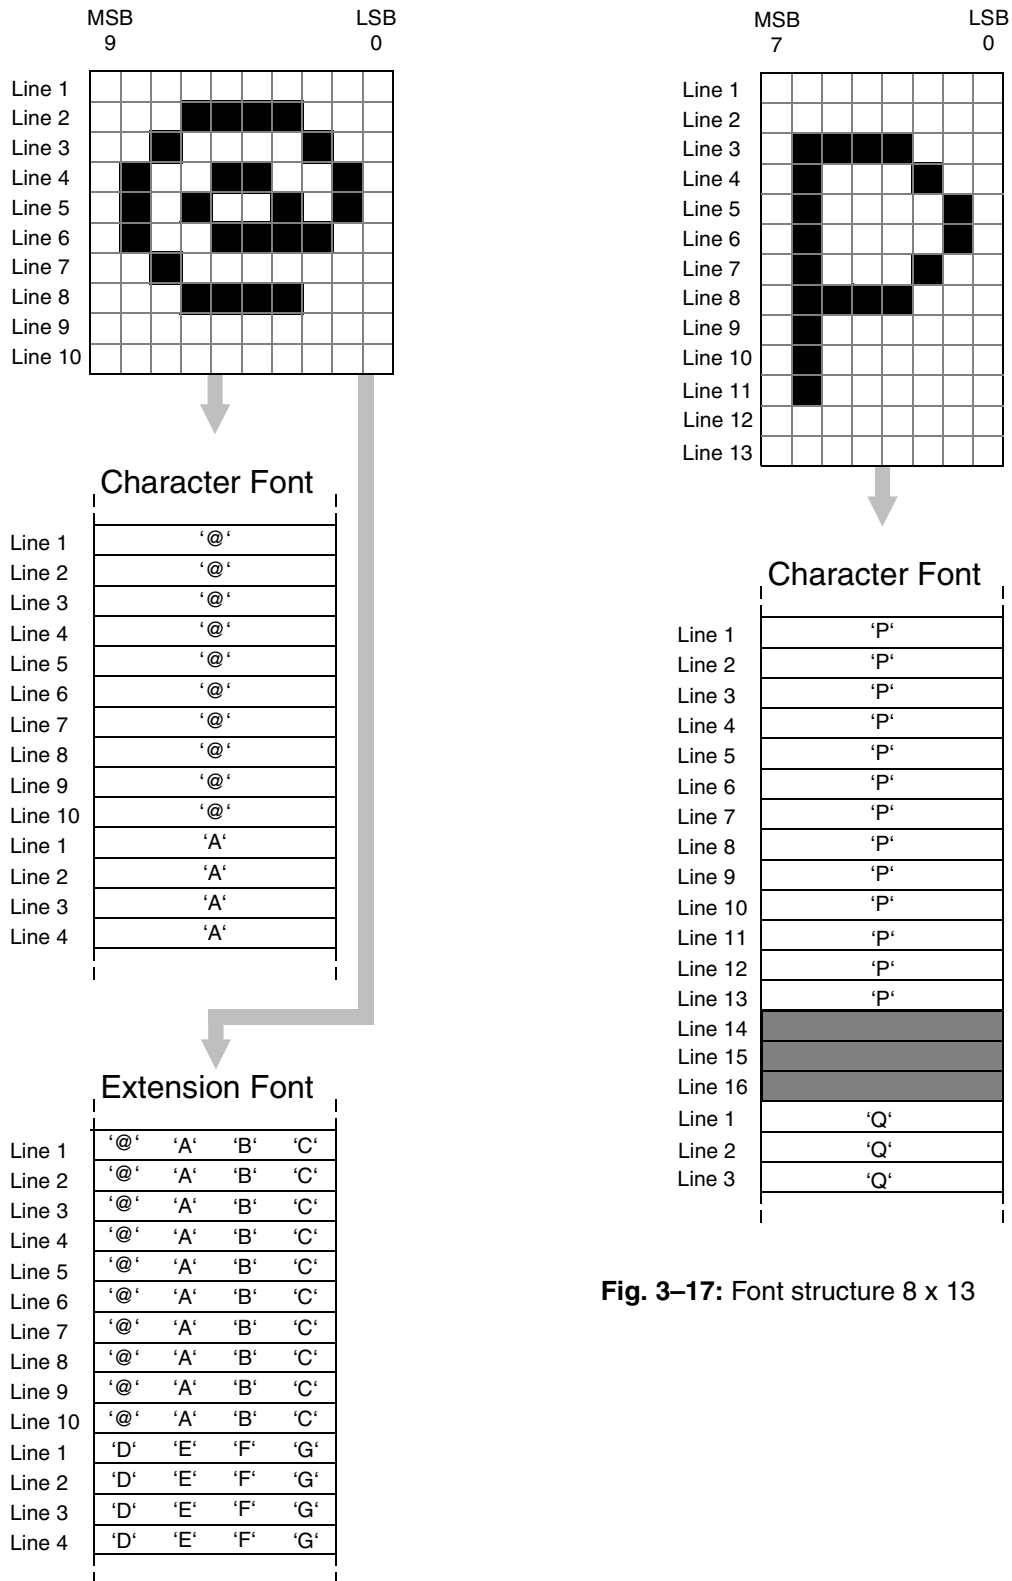 MSB LSB
9 0
Line 1
Line 2
Line 3
Line 4
Line 5
Line 6
Line 7
Line 8
Line 9
Line 10
Character Font
Line 1 ‘@‘
Line 2 ‘@‘
Line 3 ‘@‘
Line 4 ‘@‘
Line 5 ‘@‘
Line 6 ‘@‘
Line 7 ‘@‘
Line 8 ‘@‘
Line 9 ‘@‘
Line 10 ‘@‘
Line 1 ‘A‘
Line 2 ‘A‘
Line 3 ‘A‘
Line 4 ‘A‘
Extension Font
Line 1 ‘@‘ ‘A‘ ‘B‘ ‘C‘
Line 2 ‘@‘ ‘A‘ ‘B‘ ‘C‘
Line 3 ‘@‘ ‘A‘ ‘B‘ ‘C‘
Line 4 ‘@‘ ‘A‘ ‘B‘ ‘C‘
Line 5 ‘@‘ ‘A‘ ‘B‘ ‘C‘
Line 6 ‘@‘ ‘A‘ ‘B‘ ‘C‘
Line 7 ‘@‘ ‘A‘ ‘B‘ ‘C‘
Line 8 ‘@‘ ‘A‘ ‘B‘ ‘C‘
Line 9 ‘@‘ ‘A‘ ‘B‘ ‘C‘
Line 10 ‘@‘ ‘A‘ ‘B‘ ‘C‘
Line 1 ‘D‘ ‘E‘ ‘F‘ ‘G‘
Line 2 ‘D‘ ‘E‘ ‘F‘ ‘G‘
Line 3 ‘D‘ ‘E‘ ‘F‘ ‘G‘
Line 4 ‘D‘ ‘E‘ ‘F‘ ‘G‘
MSB LSB
7 0
Line 1
Line 2
Line 3
Line 4
Line 5
Line 6
Line 7
Line 8
Line 9
Line 10
Line 11
Line 12
Line 13
Character Font
Line 1 ‘P‘
Line 2 ‘P‘
Line 3 ‘P‘
Line 4 ‘P‘
Line 5 ‘P‘
Line 6 ‘P‘
Line 7 ‘P‘
Line 8 ‘P‘
Line 9 ‘P‘
Line 10 ‘P‘
Line 11 ‘P‘
Line 12 ‘P‘
Line 13 ‘P‘
Line 14
Line 15
Line 16
Line 1 ‘Q‘
Line 2 ‘Q‘
Line 3 ‘Q‘
Fig. 3–17: Font structure 8 x 13